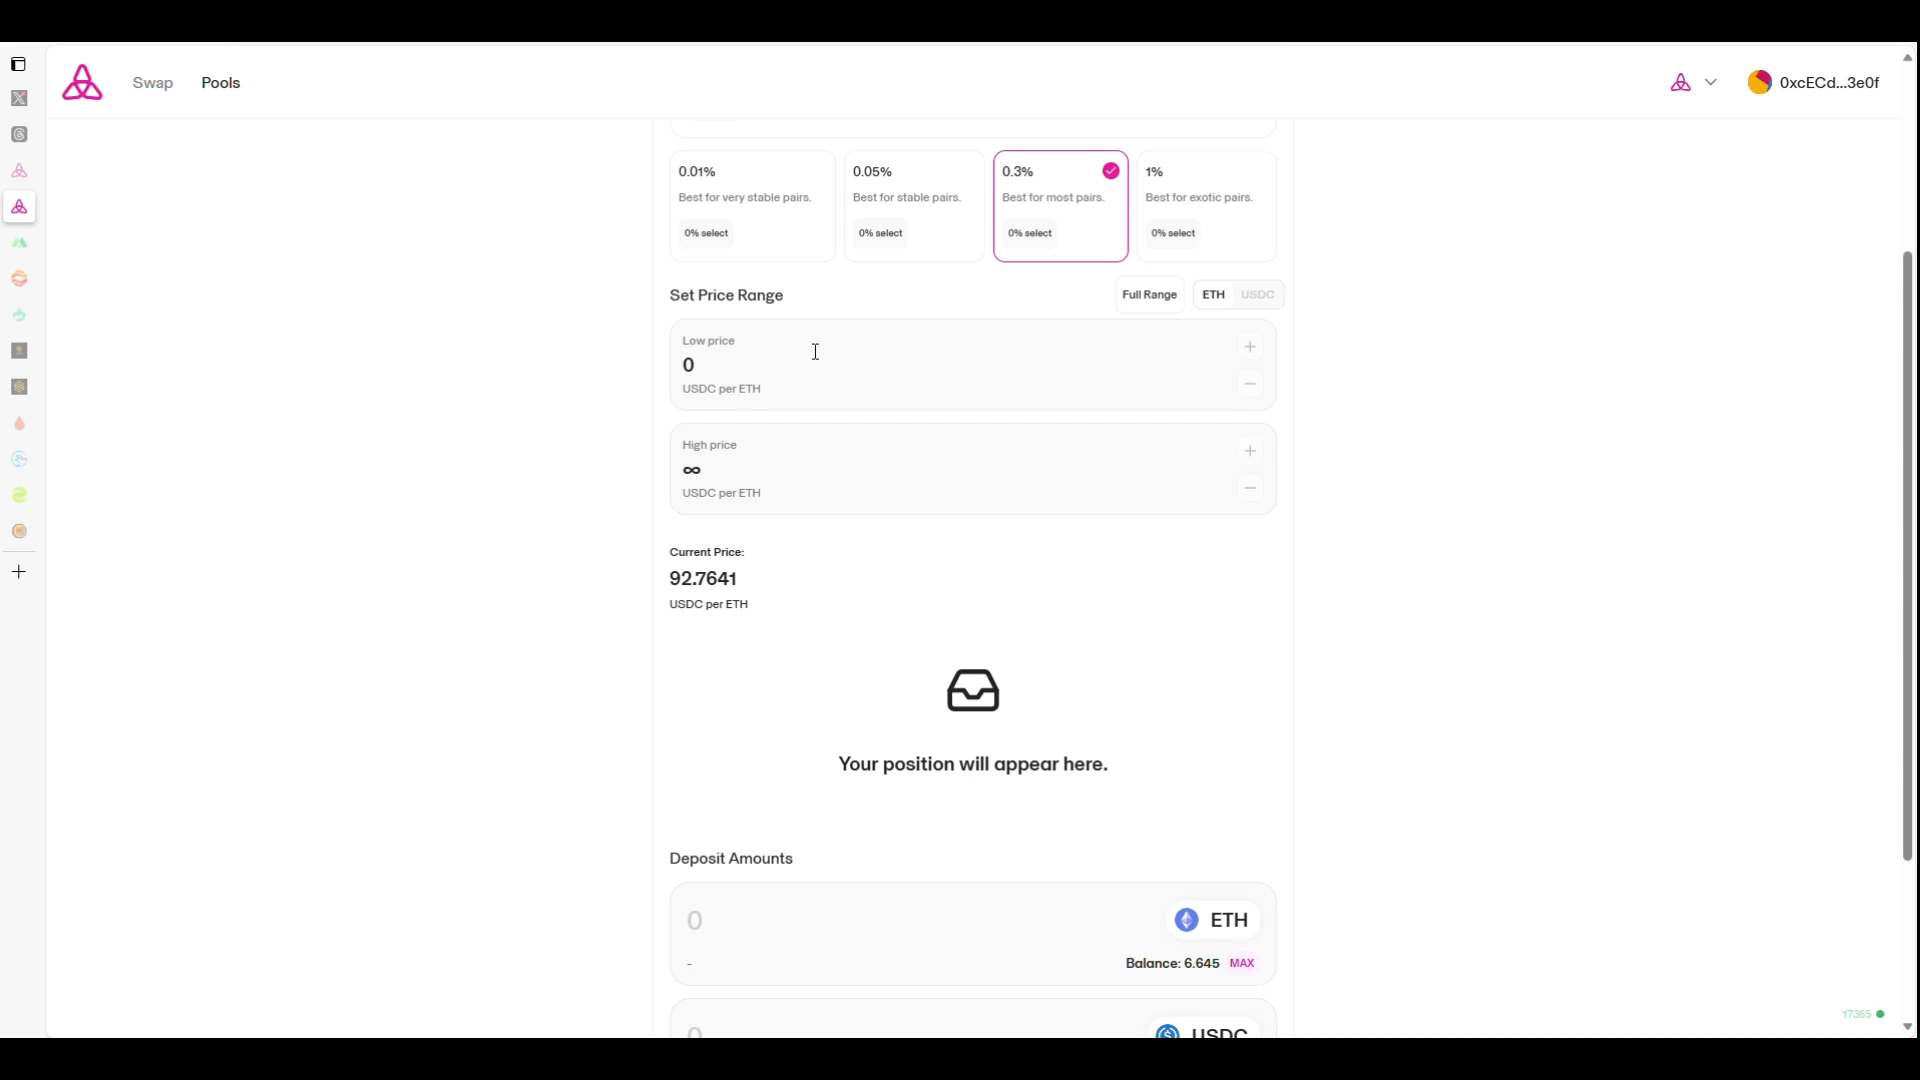 Swap
Pools
0xcECd...3e0f
0.01%
Best for very stable pairs.
0% select
0.05%
Best for stable pairs.
0% select
0.3%
Best for most pairs.
0% select
1%
Best for exotic pairs.
0% select
Set Price Range
Full Range
ETH
USDC
Low price
0
USDC per ETH
High price
∞
USDC per ETH
Current Price:
92.7641
USDC per ETH
Your position will appear here.
Deposit Amounts
0
ETH
-
Balance: 6.645 MAX
0
USDC
17365